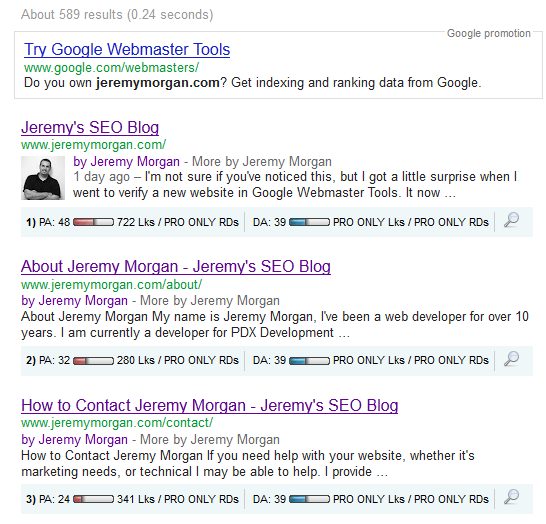 About 589 results (0.24 seconds)
Google promotion
Try Google Webmaster Tools
www.google.com/webmasters/
Do you own jeremymorgan.com? Get indexing and ranking data from Google.
Jeremy's SEO Blog
www.jeremymorgan.com/
by Jeremy Morgan - More by Jeremy Morgan
1 day ago – I'm not sure if you've noticed this, but I got a little surprise when I
went to verify a new website in Google Webmaster Tools. It now ...
1) PA: 48 722 Lks / PRO ONLY RDs DA: 39 PRO ONLY Lks / PRO ONLY RDs
About Jeremy Morgan - Jeremy's SEO Blog
www.jeremymorgan.com/about/
by Jeremy Morgan - More by Jeremy Morgan
About Jeremy Morgan My name is Jeremy Morgan, I've been a web developer for over 10
years. I am currently a developer for PDX Development ...
2) PA: 32 280 Lks / PRO ONLY RDs DA: 39 PRO ONLY Lks / PRO ONLY RDs
How to Contact Jeremy Morgan - Jeremy's SEO Blog
www.jeremymorgan.com/contact/
by Jeremy Morgan - More by Jeremy Morgan
How to Contact Jeremy Morgan If you need help with your website, whether it's
marketing needs, or technical I may be able to help. I provide ...
3) PA: 24 341 Lks / PRO ONLY RDs DA: 39 PRO ONLY Lks / PRO ONLY RDs